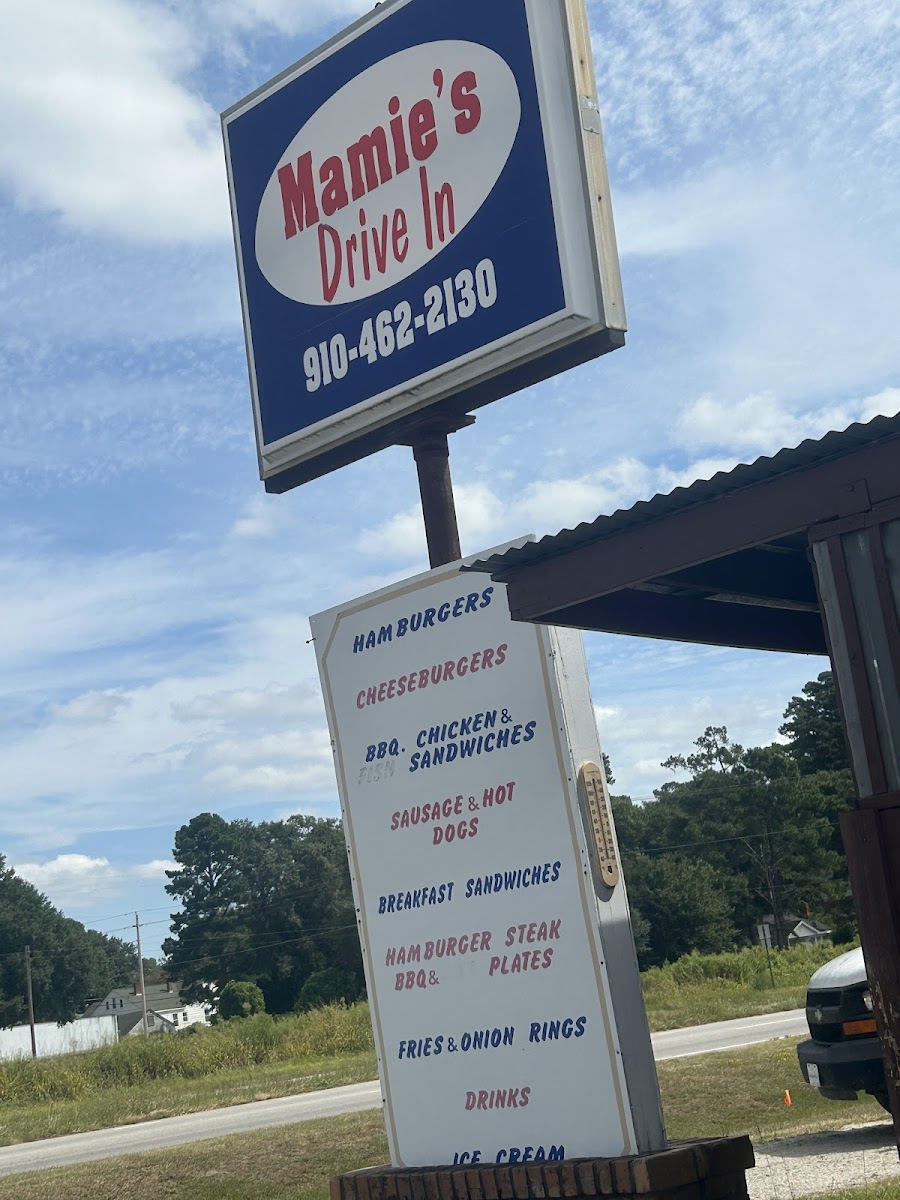 Mamie's
Drive In
910-462-2130
HAMBURGERS
CHEESEBURGERS
BBQ. CHICKEN &
FISH SANDWICHES
SAUSAGE & HOT
DOGS
BREAKFAST SANDWICHES
HAMBURGER STEAK
BBQ & PLATES
FRIES & ONION RINGS
DRINKS
ICE CREAM